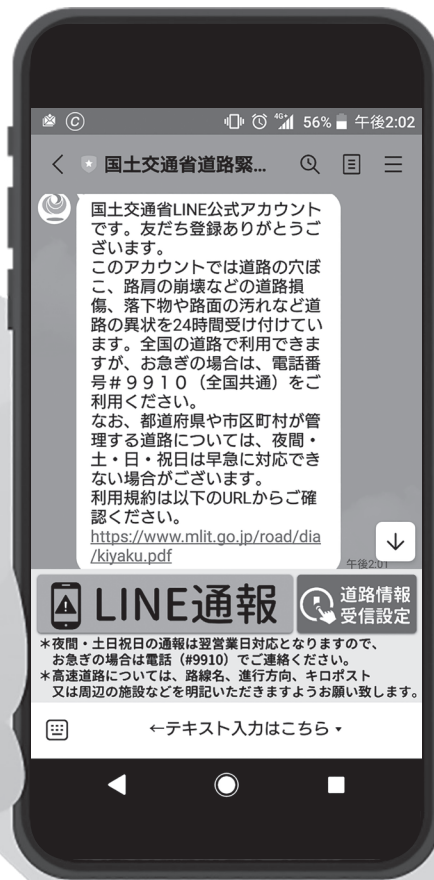 C
4G+ 56% 午後2:02
国土交通省道路緊...
国土交通省LINE公式アカウント
です。友だち登録ありがとうご
ざいます。
このアカウントでは道路の穴ぼ
こ、路肩の崩壊などの道路損
傷、落下物や路面の汚れなど道
路の異状を24時間受け付けてい
ます。全国の道路で利用できま
すが、お急ぎの場合は、電話番
号#9910(全国共通)をご
利用ください。
なお、都道府県や市区町村が管
理する道路については、夜間・
土・日・祝日は早急に対応でき
ない場合がございます。
利用規約は以下のURLからご確
認ください。
https://www.mlit.go.jp/road/dia
/kiyaku.pdf
午後2:01
LINE通報
道路情報
受信設定
*夜間・土日祝日の通報は翌営業日対応となりますので、
お急ぎの場合は電話(#9910)でご連絡ください。
*高速道路については、路線名、進行方向、キロポスト
又は周辺の施設などを明記いただきますようお願い致します。
←テキスト入力はこちら▼